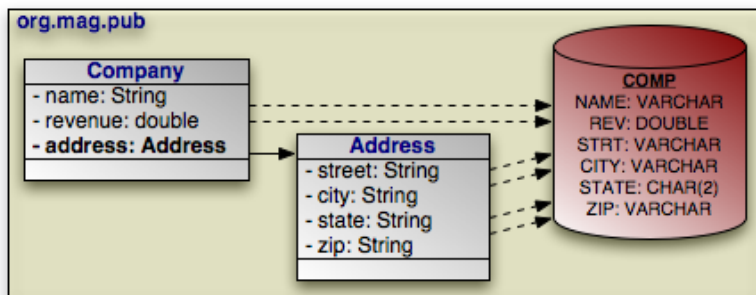 org.mag.pub
Company
- name: String
- revenue: double
- address: Address
Address
- street: String
- city: String
- state: String
- zip: String
COMP
NAME: VARCHAR
REV: DOUBLE
STRT: VARCHAR
CITY: VARCHAR
STATE: CHAR(2)
ZIP: VARCHAR